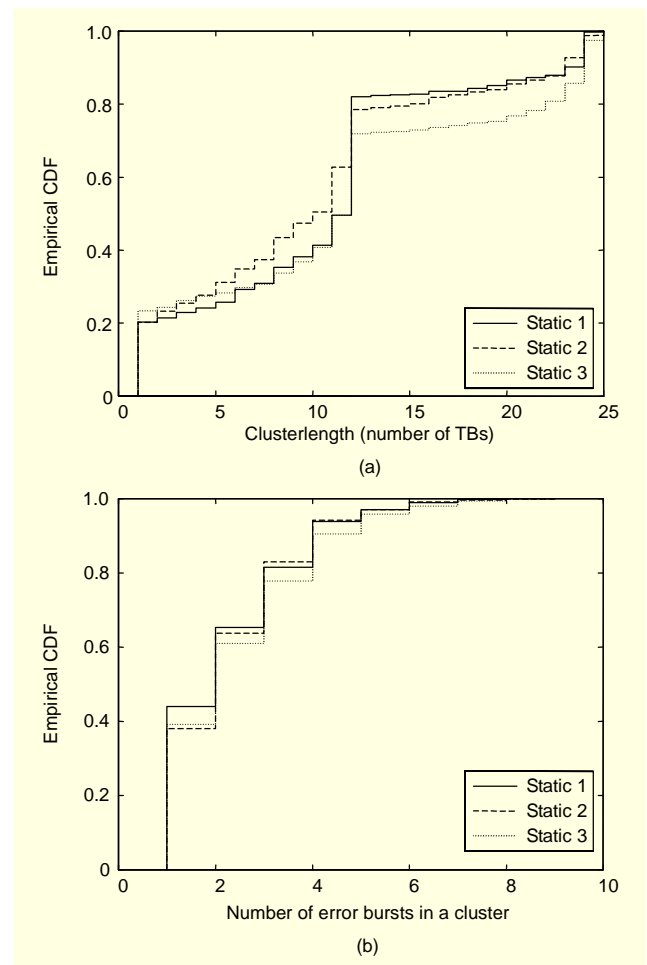 1.0
0.8
0.6
0.4
0.2
0
Empirical CDF
Static 1
Static 2
Static 3
0 5 10 15 20 25
Clusterlength (number of TBs)
(a)
1.0
0.8
0.6
0.4
0.2
0
Empirical CDF
Static 1
Static 2
Static 3
0 2 4 6 8 10
Number of error bursts in a cluster
(b)